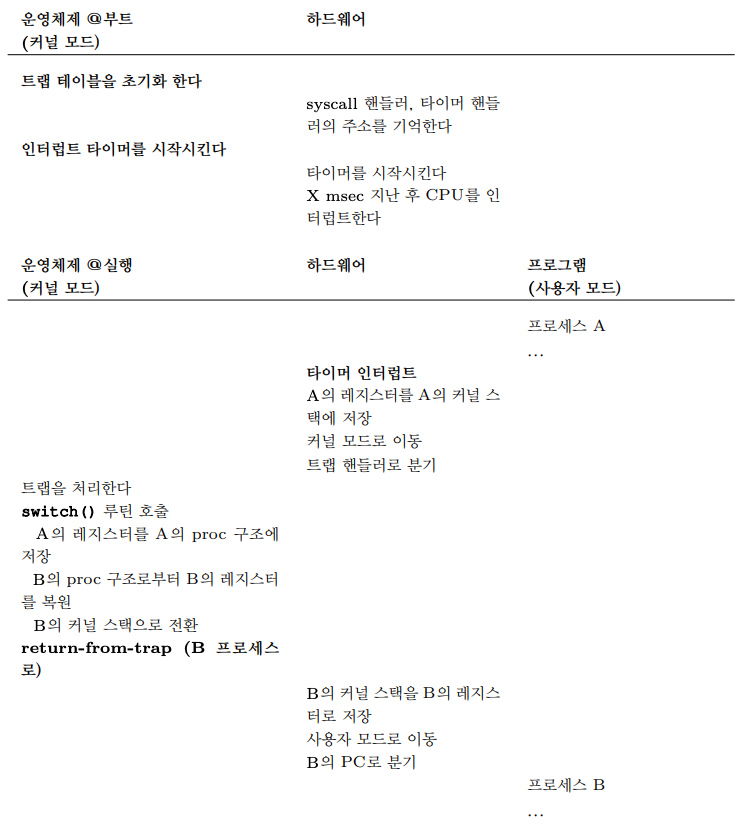 운영체제 @부트 하드웨어
(커널 모드)
트랩 테이블을 초기화 한다
syscall 핸들러, 타이머 핸들
러의 주소를 기억한다
인터럽트 타이머를 시작시킨다
타이머를 시작시킨다
X msec 지난 후 CPU를 인
터럽트한다
운영체제 @실행 하드웨어 프로그램
(커널 모드) (사용자 모드)
프로세스 A
...
타이머 인터럽트
A의 레지스터를 A의 커널 스
택에 저장
커널 모드로 이동
트랩 핸들러로 분기
트랩을 처리한다
switch() 루틴 호출
A의 레지스터를 A의 proc 구조에
저장
B의 proc 구조로부터 B의 레지스터
를 복원
B의 커널 스택으로 전환
return-from-trap (B 프로세스
로)
B의 커널 스택을 B의 레지스
터로 저장
사용자 모드로 이동
B의 PC로 분기
프로세스 B
...